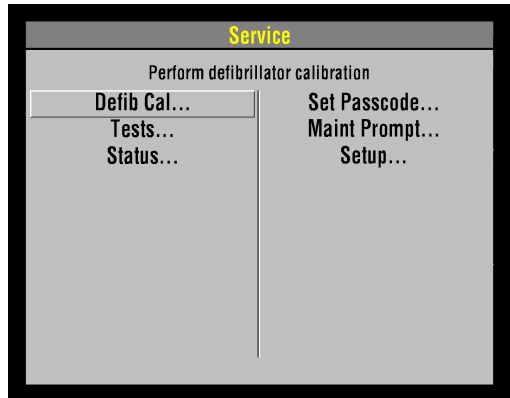 Service
Perform defibrillator calibration
Defib Cal...
Tests...
Status...
Set Passcode...
Maint Prompt...
Setup...